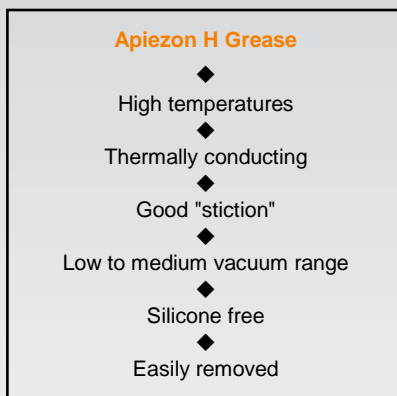 Apiezon H Grease
◆
High temperatures
◆
Thermally conducting
◆
Good "stiction"
◆
Low to medium vacuum range
◆
Silicone free
◆
Easily removed